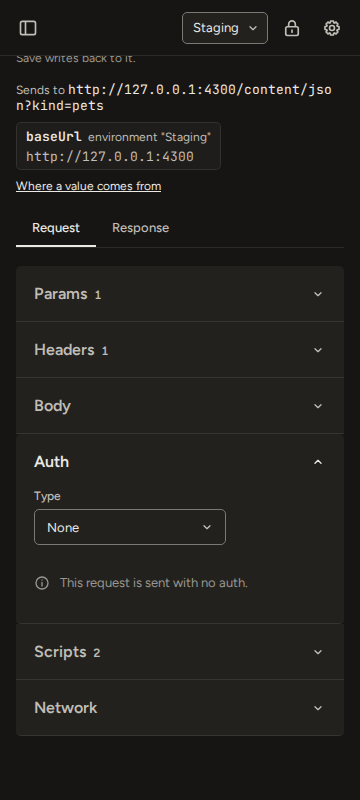 Staging
Save writes back to it.
Sends to http://127.0.0.1:4300/content/jso
n?kind=pets
baseUrl environment "Staging"
http://127.0.0.1:4300
Where a value comes from
Request Response
Params 1
Headers 1
Body
Auth
Type
None
This request is sent with no auth.
Scripts 2
Network